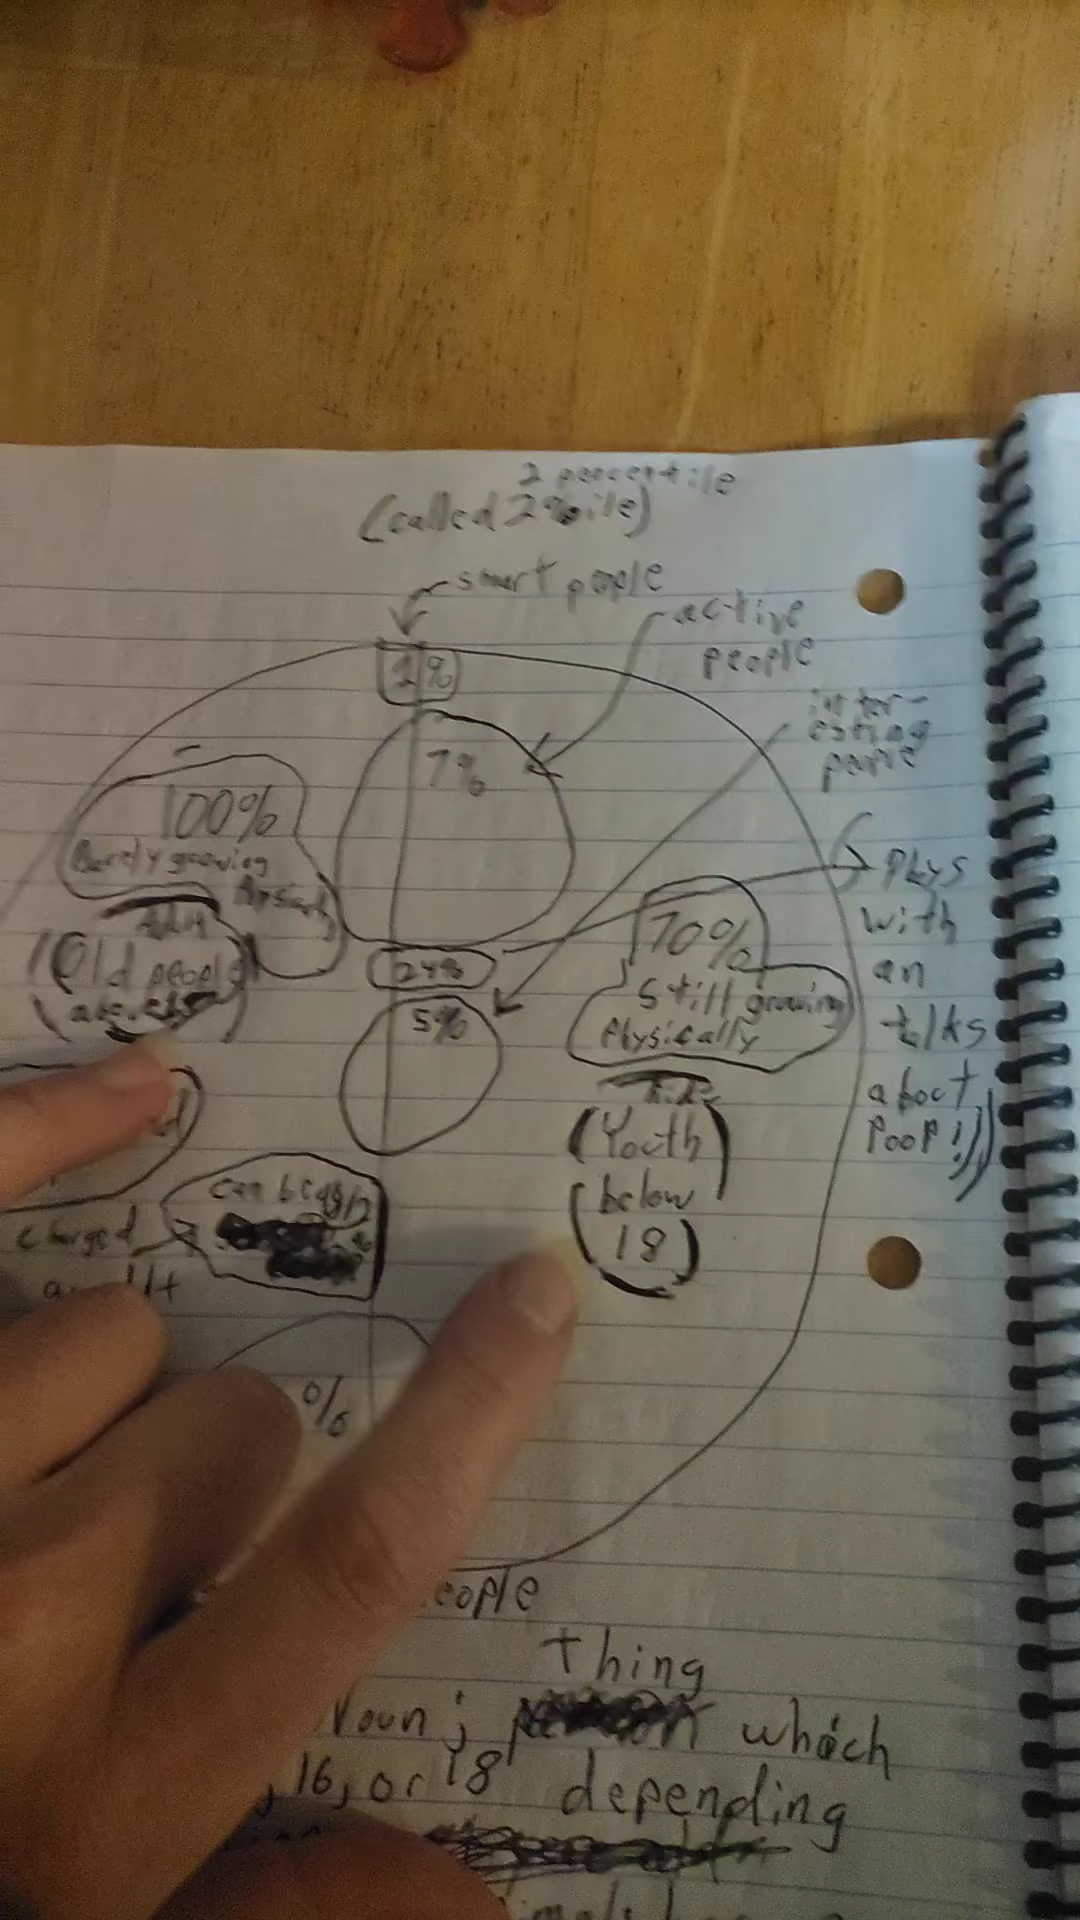 2 percentile
(called 2%ile)
smart people
active
people
1%
inter-
esting
people
7%
100%
Barely growing
Physically
Adult
(Old people
above
plays
with
an
talks
about
poop!))
70%
Still growing
Physically
24%
5%
(Youth
below
18)
can be
charged
%
eople
thing
Noun; which
, 16, or 18 depending